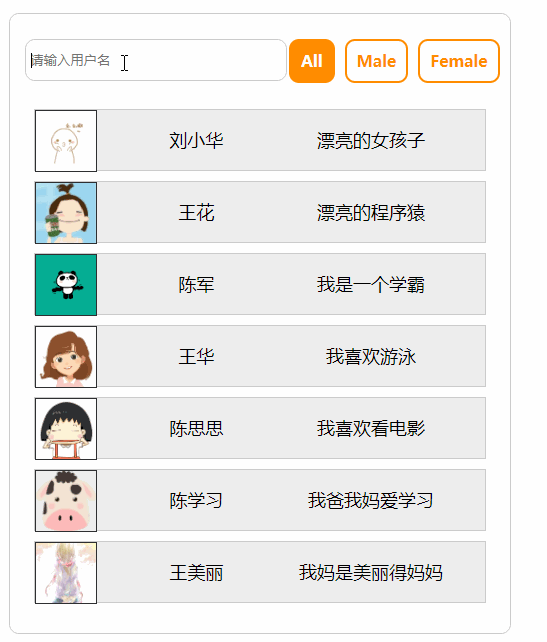 请输入用户名 All Male Female
刘小华 漂亮的女孩子
王花 漂亮的程序猿
陈军 我是一个学霸
王华 我喜欢游泳
陈思思 我喜欢看电影
陈学习 我爸我妈爱学习
王美丽 我妈是美丽得妈妈